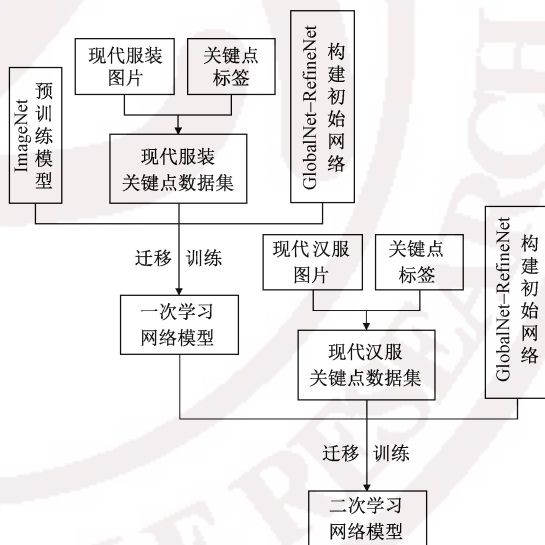 现代服装
图片
关键点
标签
ImageNet
预训练模型
现代服装
关键点数据集
GlobalNet-RefineNet
构建初始网络
迁移 训练
一次学习
网络模型
现代汉服
图片
关键点
标签
现代汉服
关键点数据集
GlobalNet-RefineNet
构建初始网络
迁移 训练
二次学习
网络模型
RESEARCH